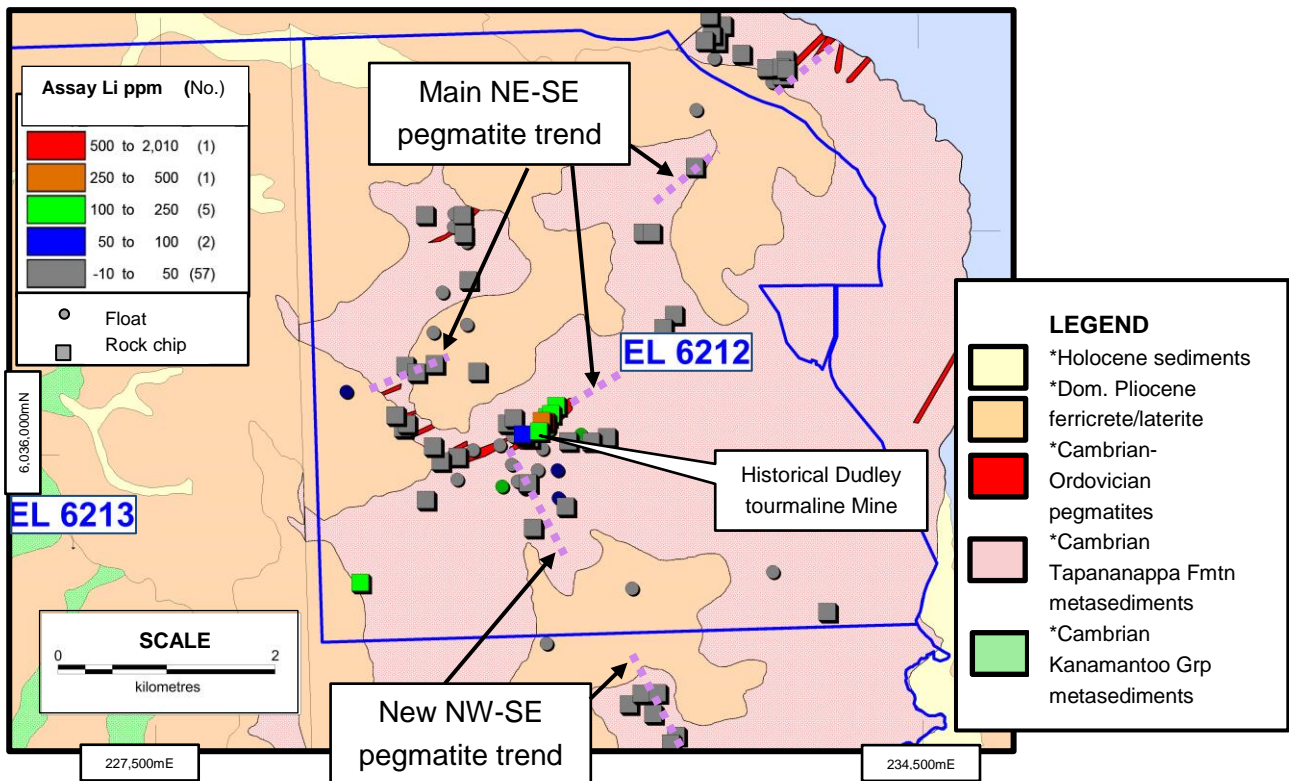 Assay Li ppm (No.)
500 to 2,010 (1)
250 to 500 (1)
100 to 250 (5)
50 to 100 (2)
-10 to 50 (57)
Float
Rock chip
Main NE-SE
pegmatite trend
EL 6212
6,036,000mN
EL 6213
Historical Dudley
tourmaline Mine
SCALE
0 2
kilometres
New NW-SE
pegmatite trend
227,500mE
234,500mE
LEGEND
*Holocene sediments
*Dom. Pliocene
ferricrete/laterite
*Cambrian-
Ordovician
pegmatites
*Cambrian
Tapananappa Fmtn
metasediments
*Cambrian
Kanamantoo Grp
metasediments